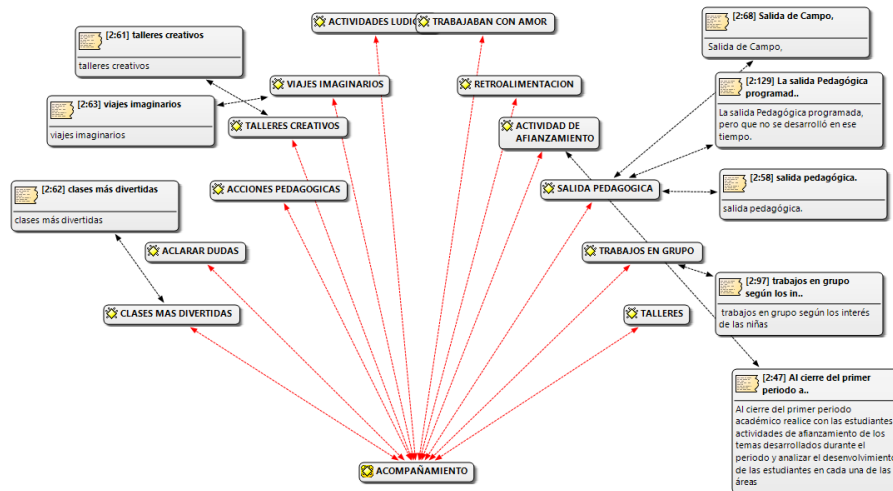 ACTIVIDADES LUDIC
TRABAJABAN CON AMOR
[2:68] Salida de Campo,
Salida de Campo,
[2:61] talleres creativos
talleres creativos
VIAJES IMAGINARIOS
RETROALIMENTACION
[2:129] La salida Pedagógica
programad..
La salida Pedagógica programada,
pero que no se desarrolló en ese
tiempo.
[2:63] viajes imaginarios
viajes imaginarios
TALLERES CREATIVOS
ACTIVIDAD DE
AFIANZAMIENTO
[2:62] clases más divertidas
clases más divertidas
ACCIONES PEDAGOGICAS
SALIDA PEDAGOGICA
[2:58] salida pedagógica.
salida pedagógica.
ACLARAR DUDAS
TRABAJOS EN GRUPO
[2:97] trabajos en grupo
según los in..
trabajos en grupo según los interés
de las niñas
CLASES MAS DIVERTIDAS
TALLERES
[2:47] Al cierre del primer
periodo a..
Al cierre del primer periodo
académico realice con las estudiantes
actividades de afianzamiento de los
temas desarrollados durante el
periodo y analizar el desenvolvimiento
de las estudiantes en cada una de las
áreas
ACOMPAÑAMIENTO